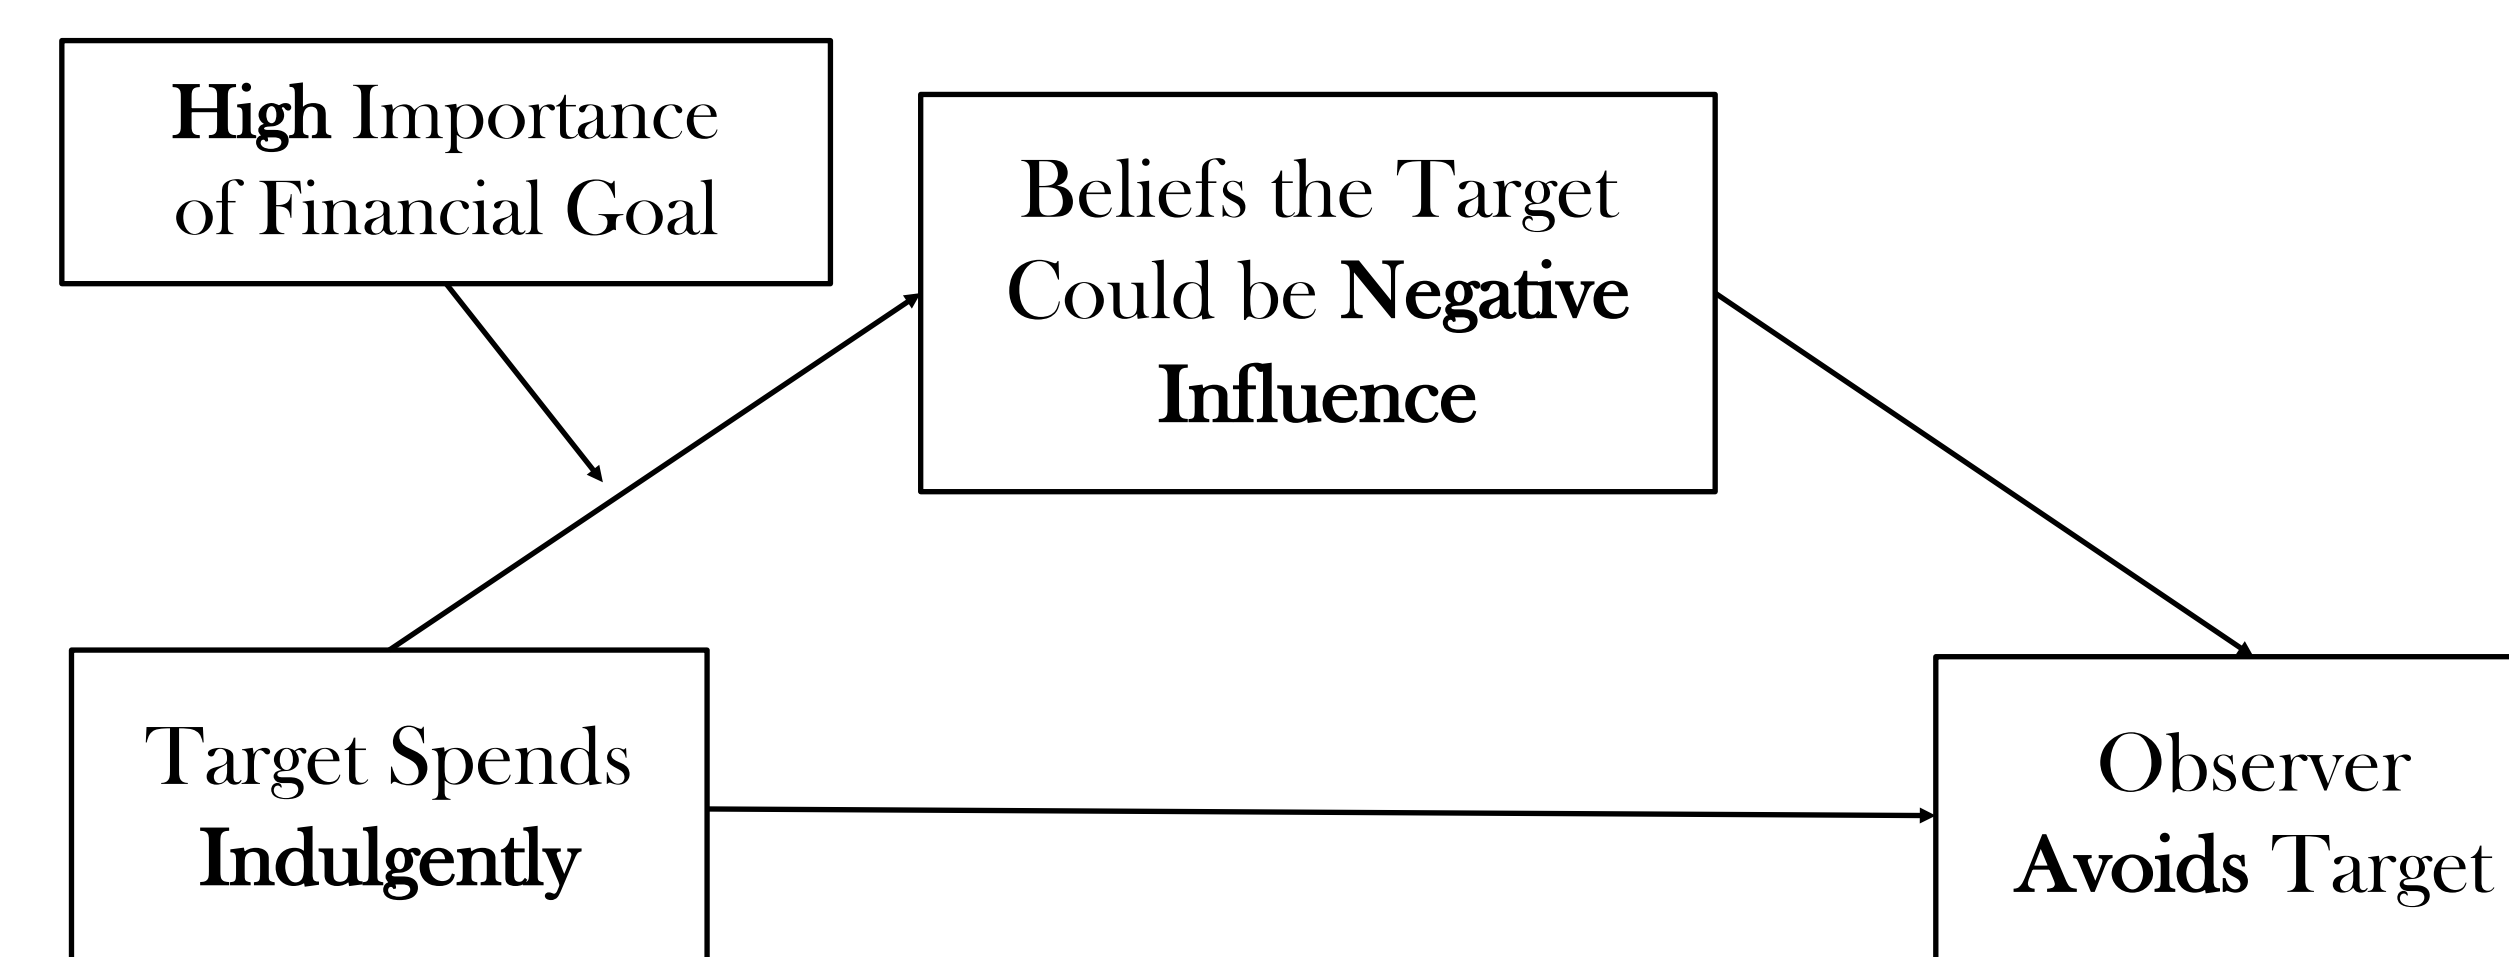 High Importance
of Financial Goal
Beliefs the Target
Could be Negative
Influence
Target Spends
Indulgently
Observer
Avoids Target